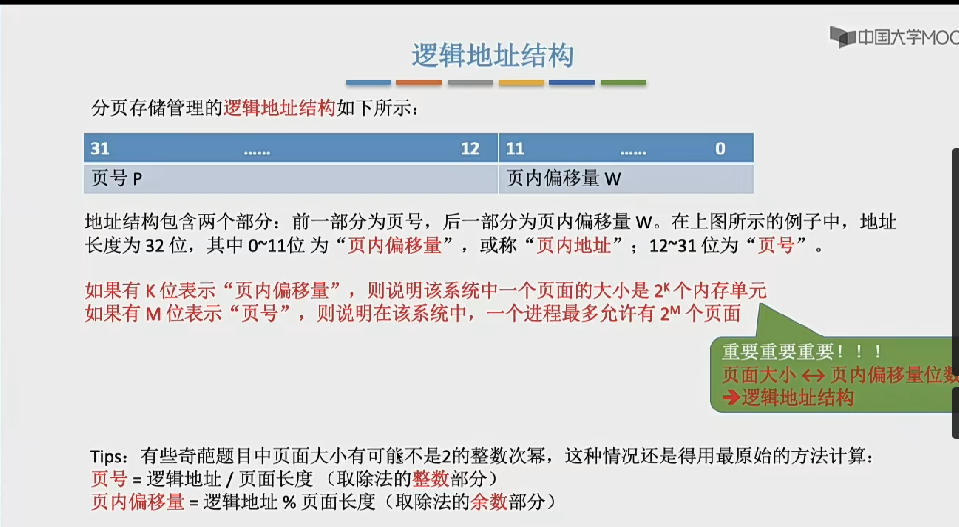 中国大学MOO
逻辑地址结构
分页存储管理的逻辑地址结构如下所示：
31 …… 12 11 …… 0
页号 P 页内偏移量 W
地址结构包含两个部分：前一部分为页号，后一部分为页内偏移量 W。在上图所示的例子中，地址
长度为 32 位，其中 0~11位 为“页内偏移量”，或称“页内地址”；12~31 位为“页号”。
如果有 K 位表示“页内偏移量”，则说明该系统中一个页面的大小是 2ᴷ 个内存单元
如果有 M 位表示“页号”，则说明在该系统中，一个进程最多允许有 2ᴹ 个页面
重要重要重要！！！
页面大小 ↔ 页内偏移量位数
➔逻辑地址结构
Tips：有些奇葩题目中页面大小有可能不是2的整数次幂，这种情况还是得用最原始的方法计算：
页号 = 逻辑地址 / 页面长度 （取除法的整数部分）
页内偏移量 = 逻辑地址 % 页面长度（取除法的余数部分）